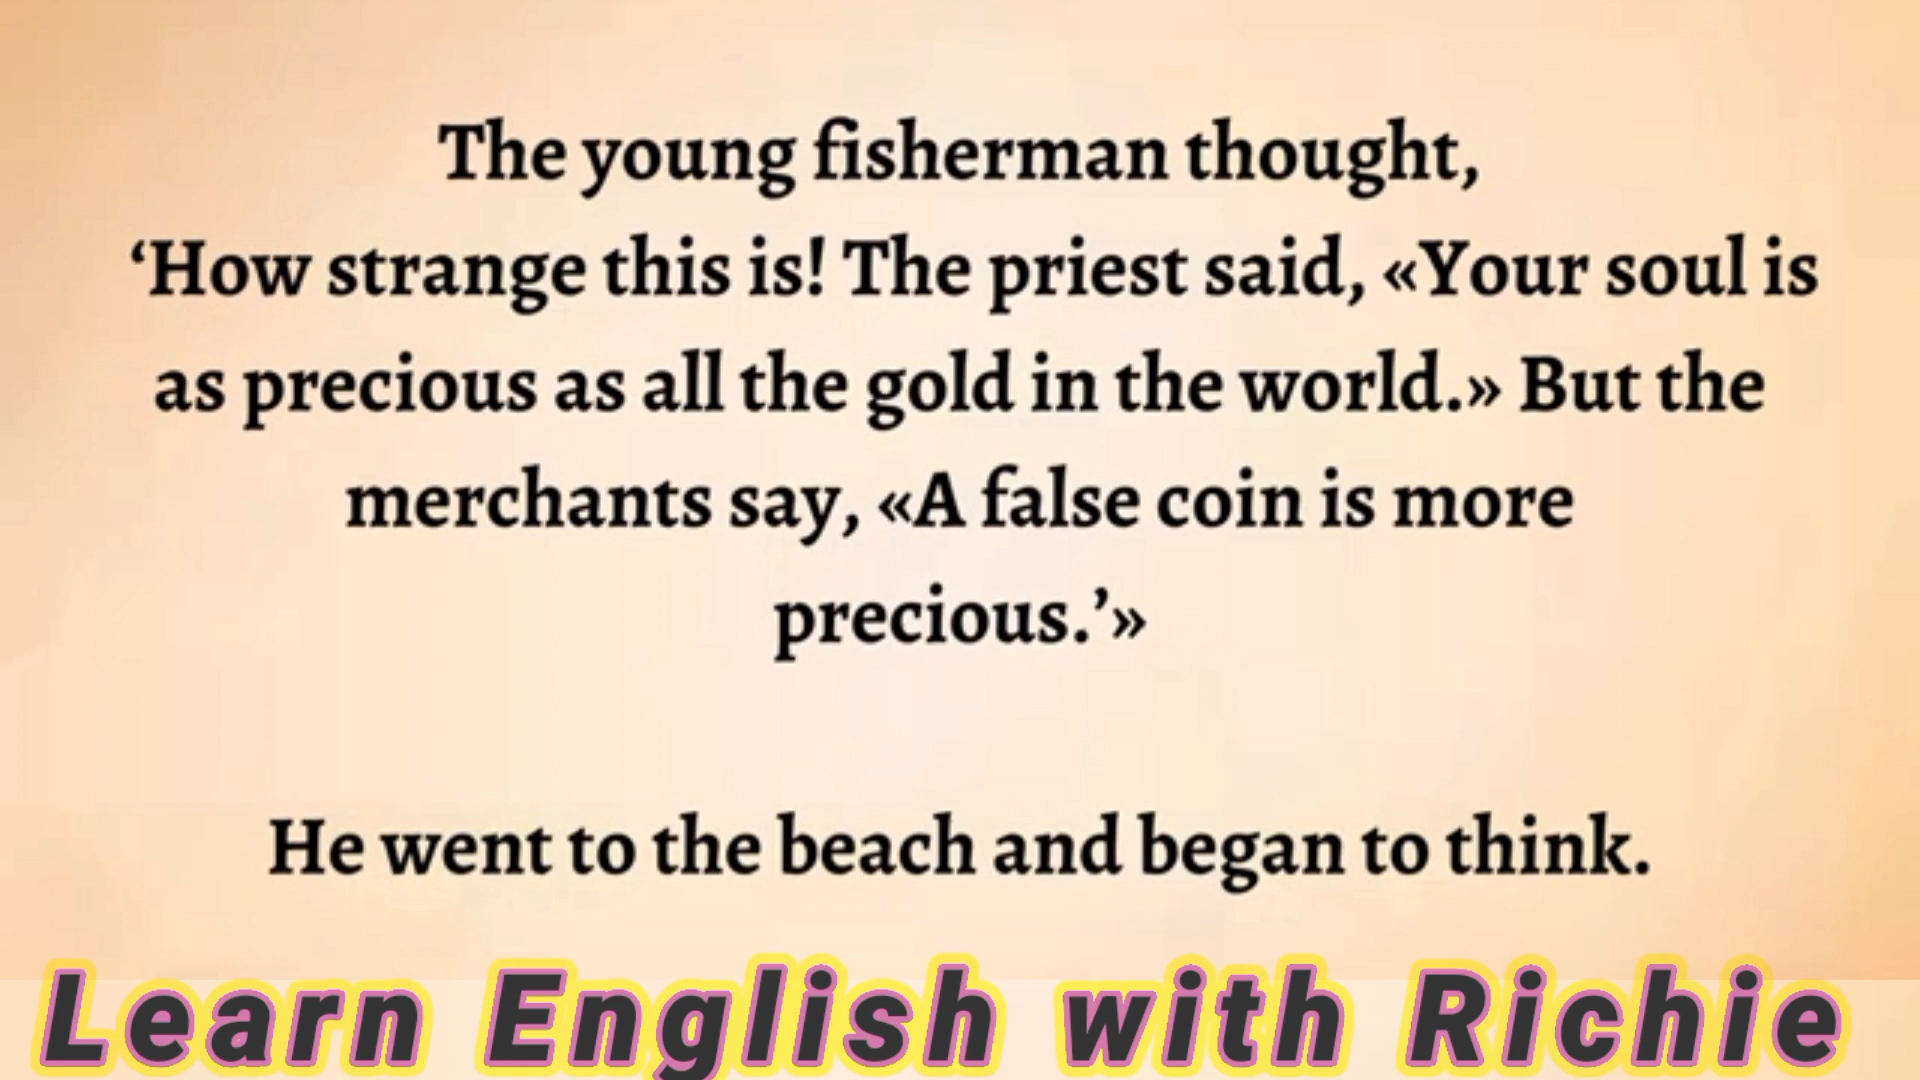 The young fisherman thought,
‘How strange this is! The priest said, «Your soul is
as precious as all the gold in the world.» But the
merchants say, «A false coin is more
precious.’»
He went to the beach and began to think.
Learn English with Richie